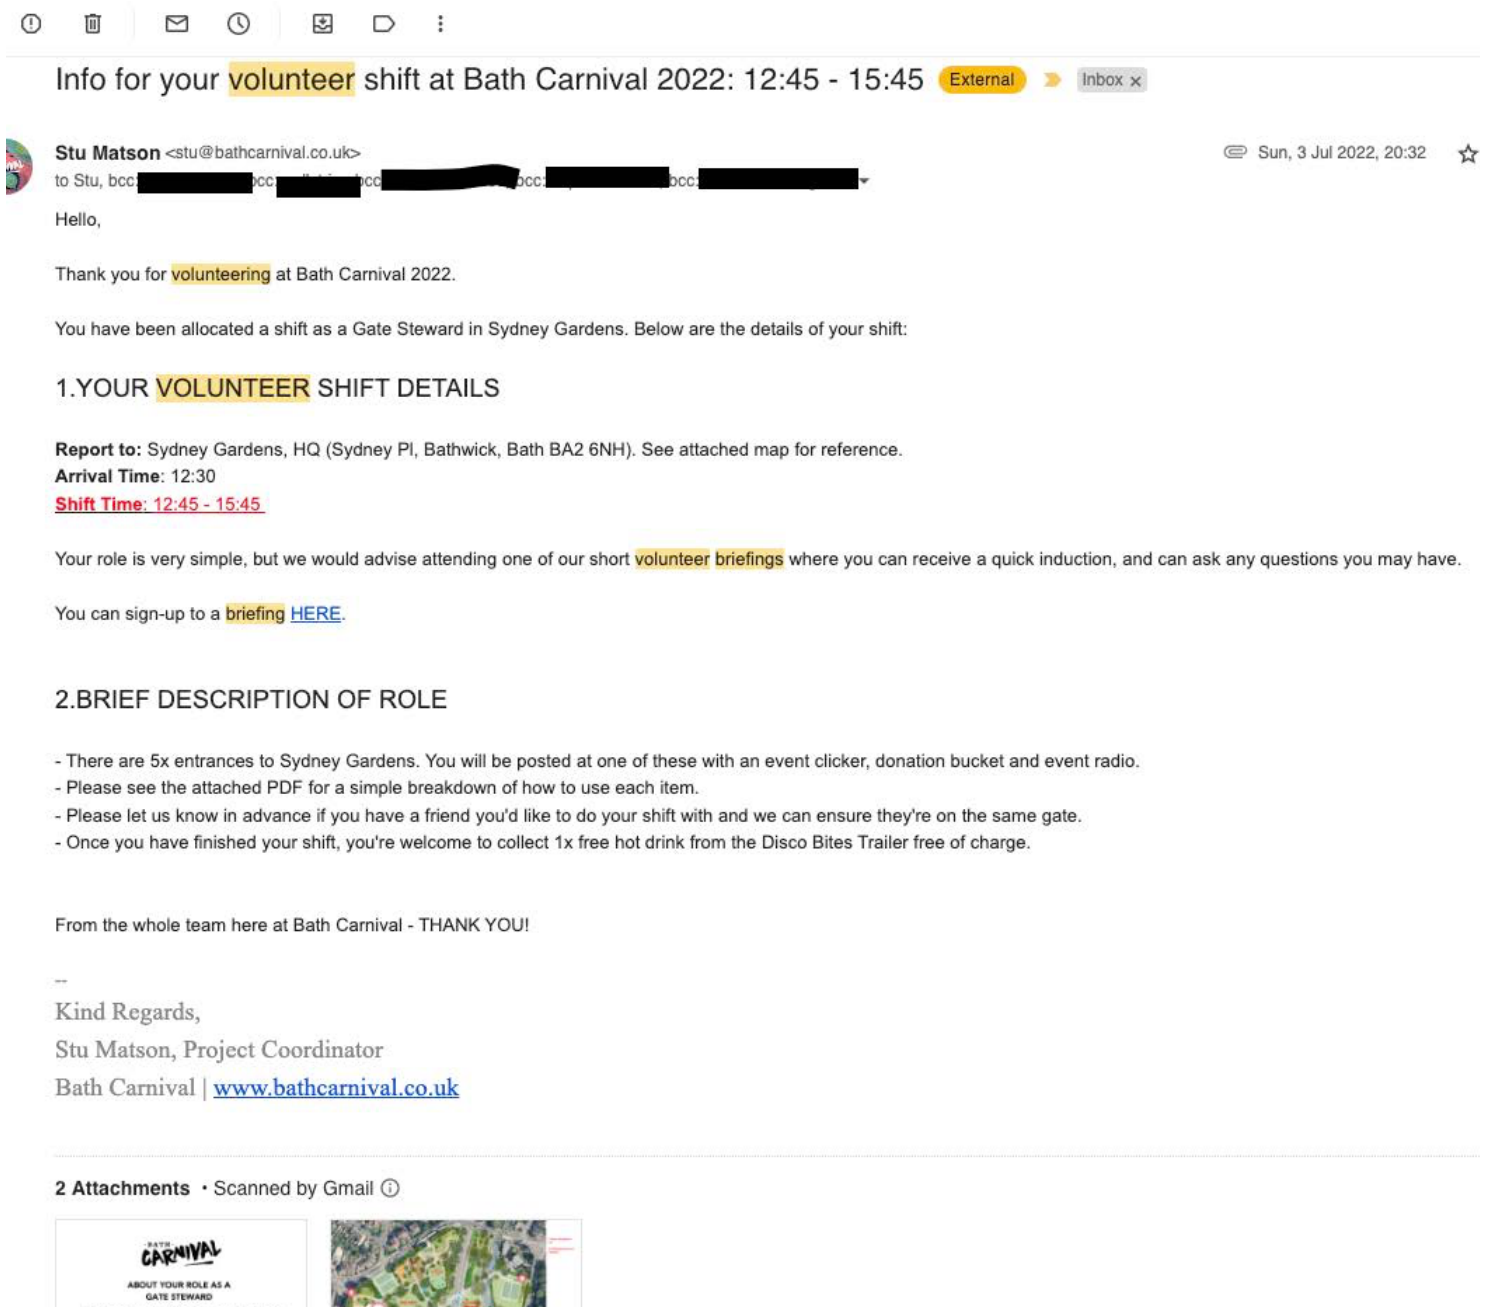 Info for your volunteer shift at Bath Carnival 2022: 12:45 - 15:45 External Inbox x
Stu Matson <stu@bathcarnival.co.uk> Sun, 3 Jul 2022, 20:32
to Stu, bcc: bcc: bcc bcc: bcc:
Hello,
Thank you for volunteering at Bath Carnival 2022.
You have been allocated a shift as a Gate Steward in Sydney Gardens. Below are the details of your shift:
1.YOUR VOLUNTEER SHIFT DETAILS
Report to: Sydney Gardens, HQ (Sydney Pl, Bathwick, Bath BA2 6NH). See attached map for reference.
Arrival Time: 12:30
Shift Time: 12:45 - 15:45
Your role is very simple, but we would advise attending one of our short volunteer briefings where you can receive a quick induction, and can ask any questions you may have.
You can sign-up to a briefing HERE.
2.BRIEF DESCRIPTION OF ROLE
- There are 5x entrances to Sydney Gardens. You will be posted at one of these with an event clicker, donation bucket and event radio.
- Please see the attached PDF for a simple breakdown of how to use each item.
- Please let us know in advance if you have a friend you'd like to do your shift with and we can ensure they're on the same gate.
- Once you have finished your shift, you're welcome to collect 1x free hot drink from the Disco Bites Trailer free of charge.
From the whole team here at Bath Carnival - THANK YOU!
--
Kind Regards,
Stu Matson, Project Coordinator
Bath Carnival | www.bathcarnival.co.uk
2 Attachments • Scanned by Gmail
BATH
CARNIVAL
ABOUT YOUR ROLE AS A
GATE STEWARD